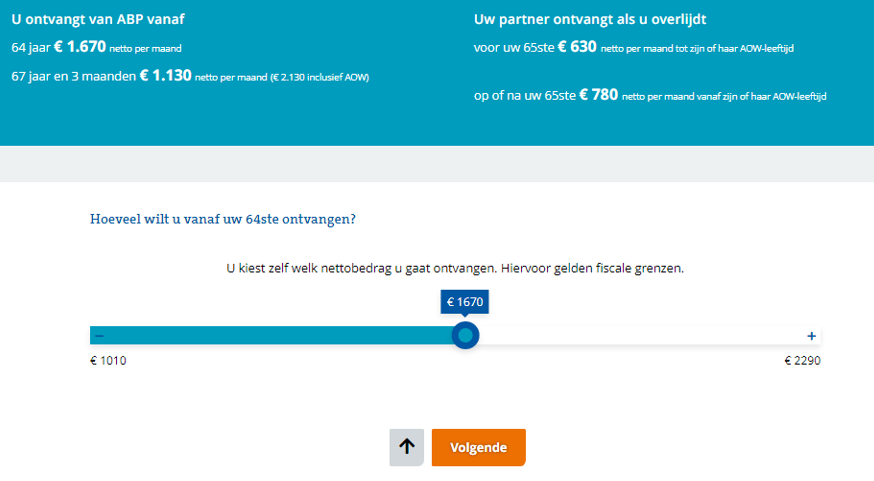 U ontvangt van ABP vanaf
64 jaar € 1.670 netto per maand
67 jaar en 3 maanden € 1.130 netto per maand (€ 2.130 inclusief AOW)
Uw partner ontvangt als u overlijdt
voor uw 65ste € 630 netto per maand tot zijn of haar AOW-leeftijd
op of na uw 65ste € 780 netto per maand vanaf zijn of haar AOW-leeftijd
Hoeveel wilt u vanaf uw 64ste ontvangen?
U kiest zelf welk nettobedrag u gaat ontvangen. Hiervoor gelden fiscale grenzen.
€ 1670
− +
€ 1010 € 2290
Volgende